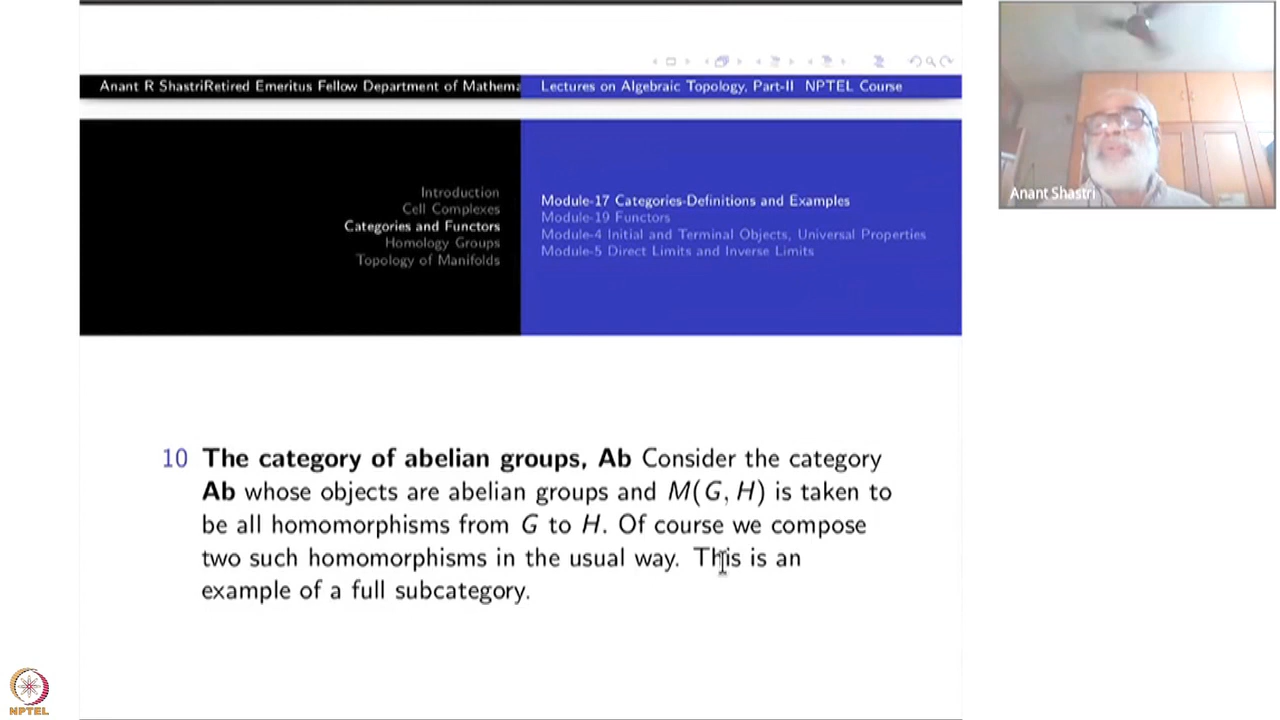 Anant R ShastriRetired Emeritus Fellow Department of Mathema
Lectures on Algebraic Topology, Part-II NPTEL Course
Introduction
Cell Complexes
Categories and Functors
Homology Groups
Topology of Manifolds
Module-17 Categories-Definitions and Examples
Module-19 Functors
Module-4 Initial and Terminal Objects, Universal Properties
Module-5 Direct Limits and Inverse Limits
10 The category of abelian groups, Ab Consider the category
Ab whose objects are abelian groups and M(G, H) is taken to
be all homomorphisms from G to H. Of course we compose
two such homomorphisms in the usual way. This is an
example of a full subcategory.
Anant Shastri
NPTEL